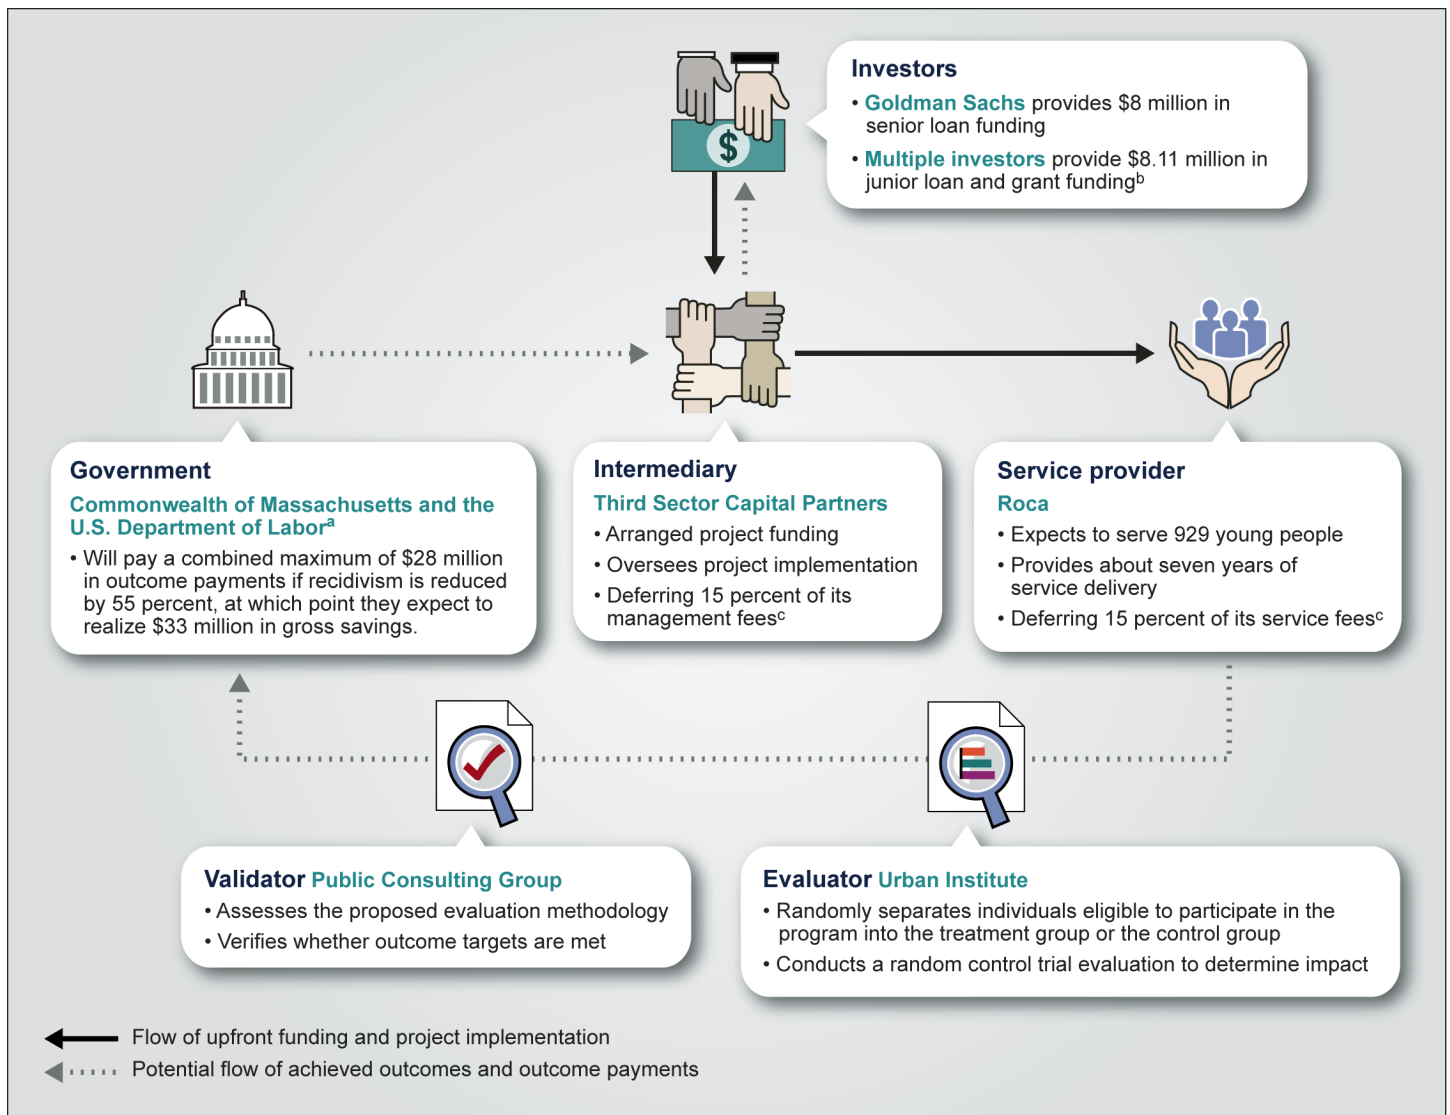 Investors
• Goldman Sachs provides $8 million in
senior loan funding
• Multiple investors provide $8.11 million in
junior loan and grant fundingb
$
Government
Commonwealth of Massachusetts and the
U.S. Department of Labora
• Will pay a combined maximum of $28 million
in outcome payments if recidivism is reduced
by 55 percent, at which point they expect to
realize $33 million in gross savings.
Intermediary
Third Sector Capital Partners
• Arranged project funding
• Oversees project implementation
• Deferring 15 percent of its
management feesc
Service provider
Roca
• Expects to serve 929 young people
• Provides about seven years of
service delivery
• Deferring 15 percent of its service feesc
Validator Public Consulting Group
• Assesses the proposed evaluation methodology
• Verifies whether outcome targets are met
Evaluator Urban Institute
• Randomly separates individuals eligible to participate in the
program into the treatment group or the control group
• Conducts a random control trial evaluation to determine impact
Flow of upfront funding and project implementation
Potential flow of achieved outcomes and outcome payments